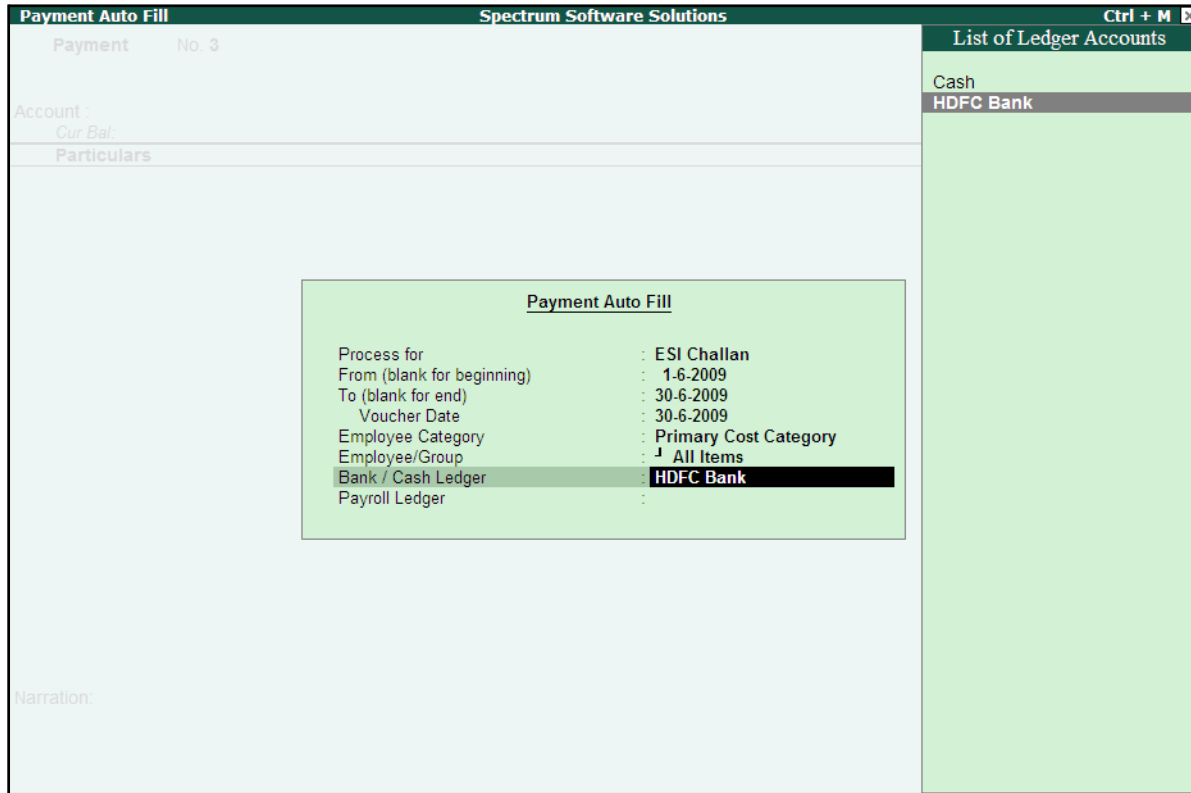 Payment Auto Fill Spectrum Software Solutions Ctrl + M
Payment No. 3
List of Ledger Accounts
Cash
HDFC Bank
Account :
Cur Bal:
Particulars
Payment Auto Fill
Process for : ESI Challan
From (blank for beginning) : 1-6-2009
To (blank for end) : 30-6-2009
Voucher Date : 30-6-2009
Employee Category : Primary Cost Category
Employee/Group : ┘ All Items
Bank / Cash Ledger : HDFC Bank
Payroll Ledger :
Narration: